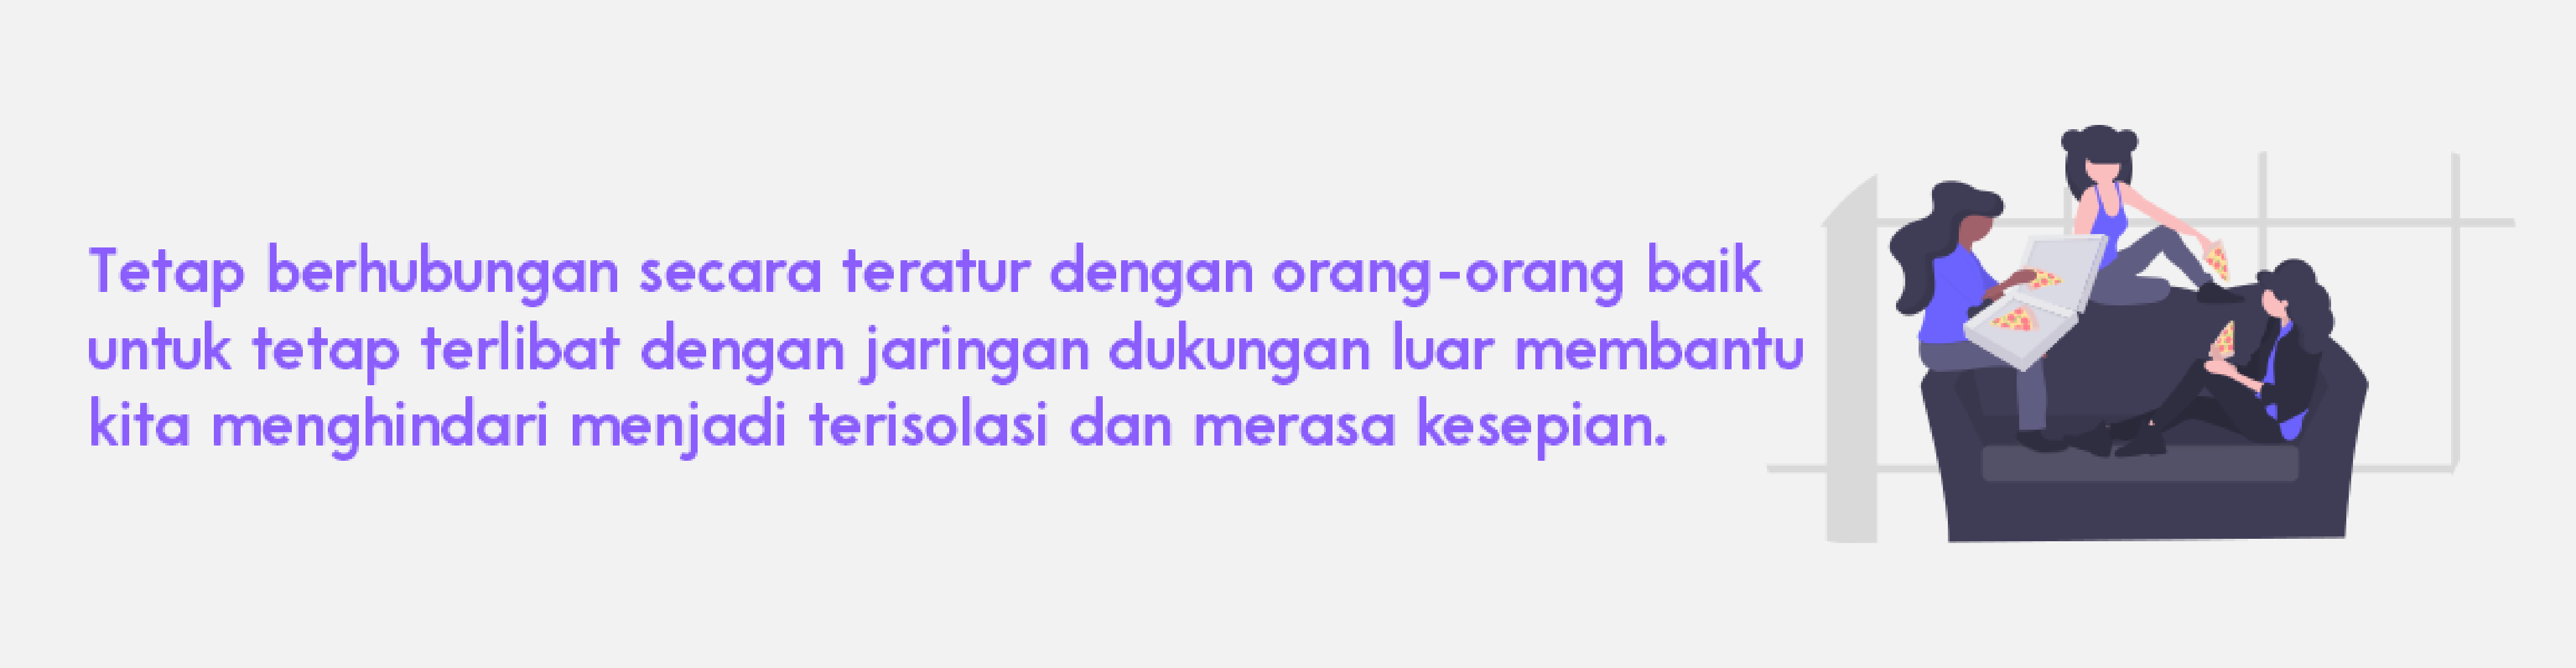 Tetap berhubungan secara teratur dengan orang-orang baik
untuk tetap terlibat dengan jaringan dukungan luar membantu
kita menghindari menjadi terisolasi dan merasa kesepian.